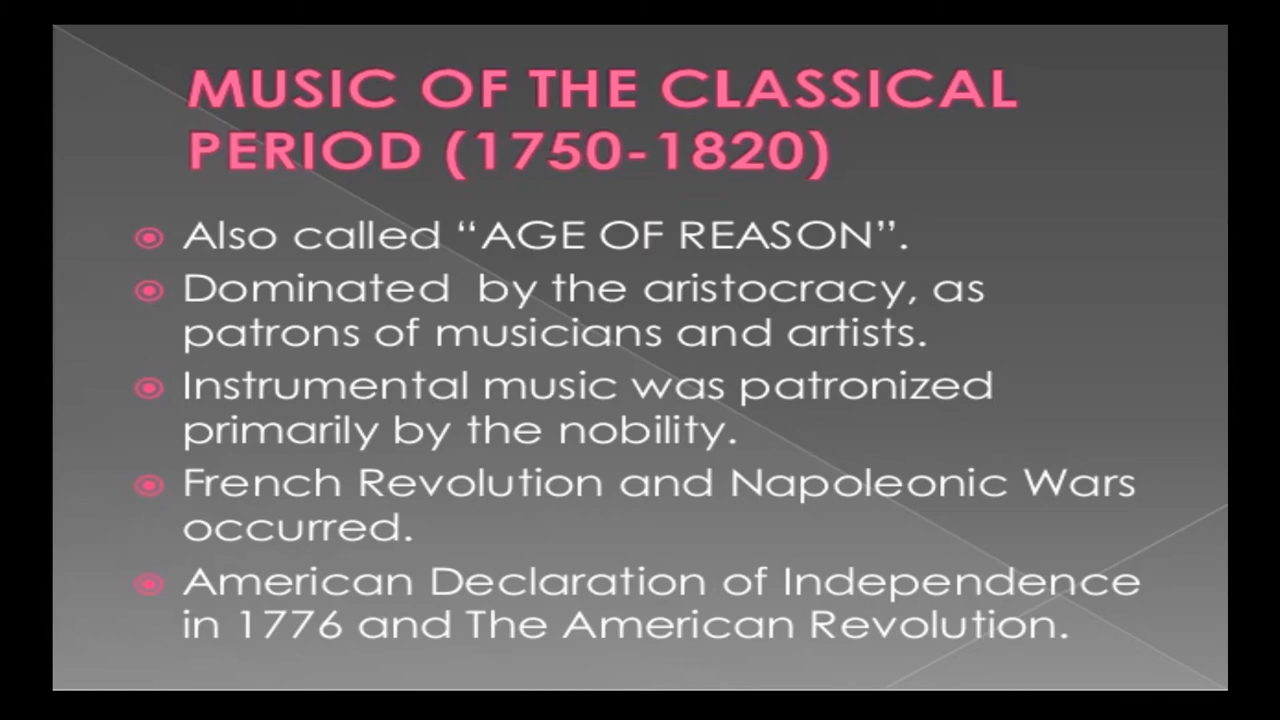 MUSIC OF THE CLASSICAL
PERIOD (1750-1820)
Also called “AGE OF REASON”.
Dominated by the aristocracy, as
patrons of musicians and artists.
Instrumental music was patronized
primarily by the nobility.
French Revolution and Napoleonic Wars
occurred.
American Declaration of Independence
in 1776 and The American Revolution.